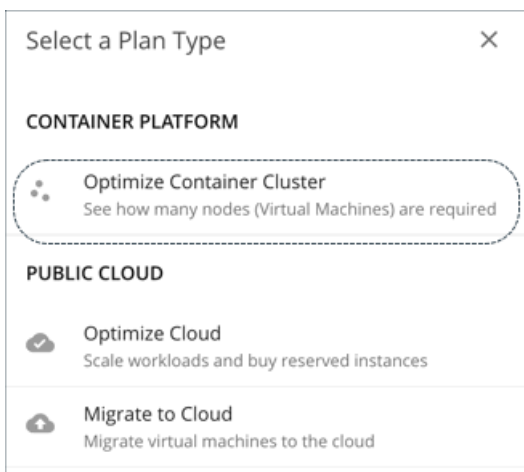 Select a Plan Type
CONTAINER PLATFORM
Optimize Container Cluster
See how many nodes (Virtual Machines) are required
PUBLIC CLOUD
Optimize Cloud
Scale workloads and buy reserved instances
Migrate to Cloud
Migrate virtual machines to the cloud